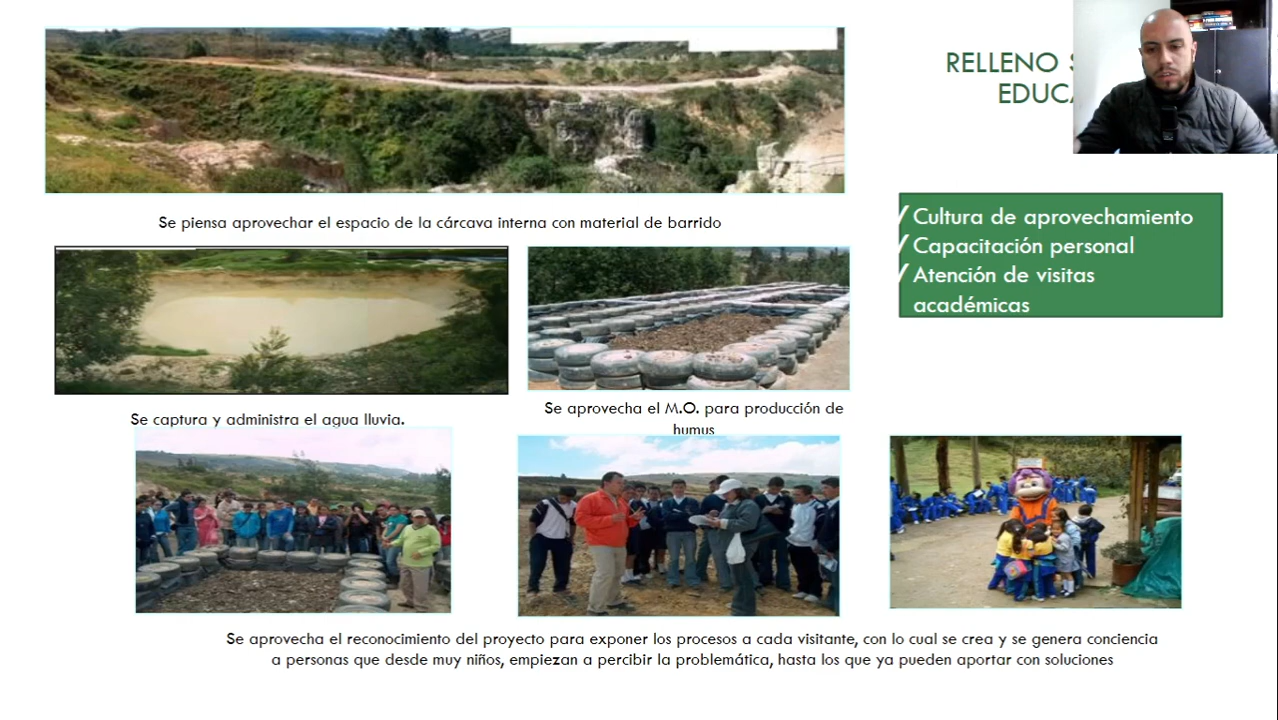 RELLENO
Se piensa aprovechar el espacio de la cárcava interna con material de barrido
✓Cultura de aprovechamiento
✓Capacitación personal
✓Atención de visitas
académicas
Se captura y administra el agua lluvia.
Se aprovecha el M.O. para producción de
humus
Se aprovecha el reconocimiento del proyecto para exponer los procesos a cada visitante, con lo cual se crea y se genera conciencia
a personas que desde muy niños, empiezan a percibir la problemática, hasta los que ya pueden aportar con soluciones